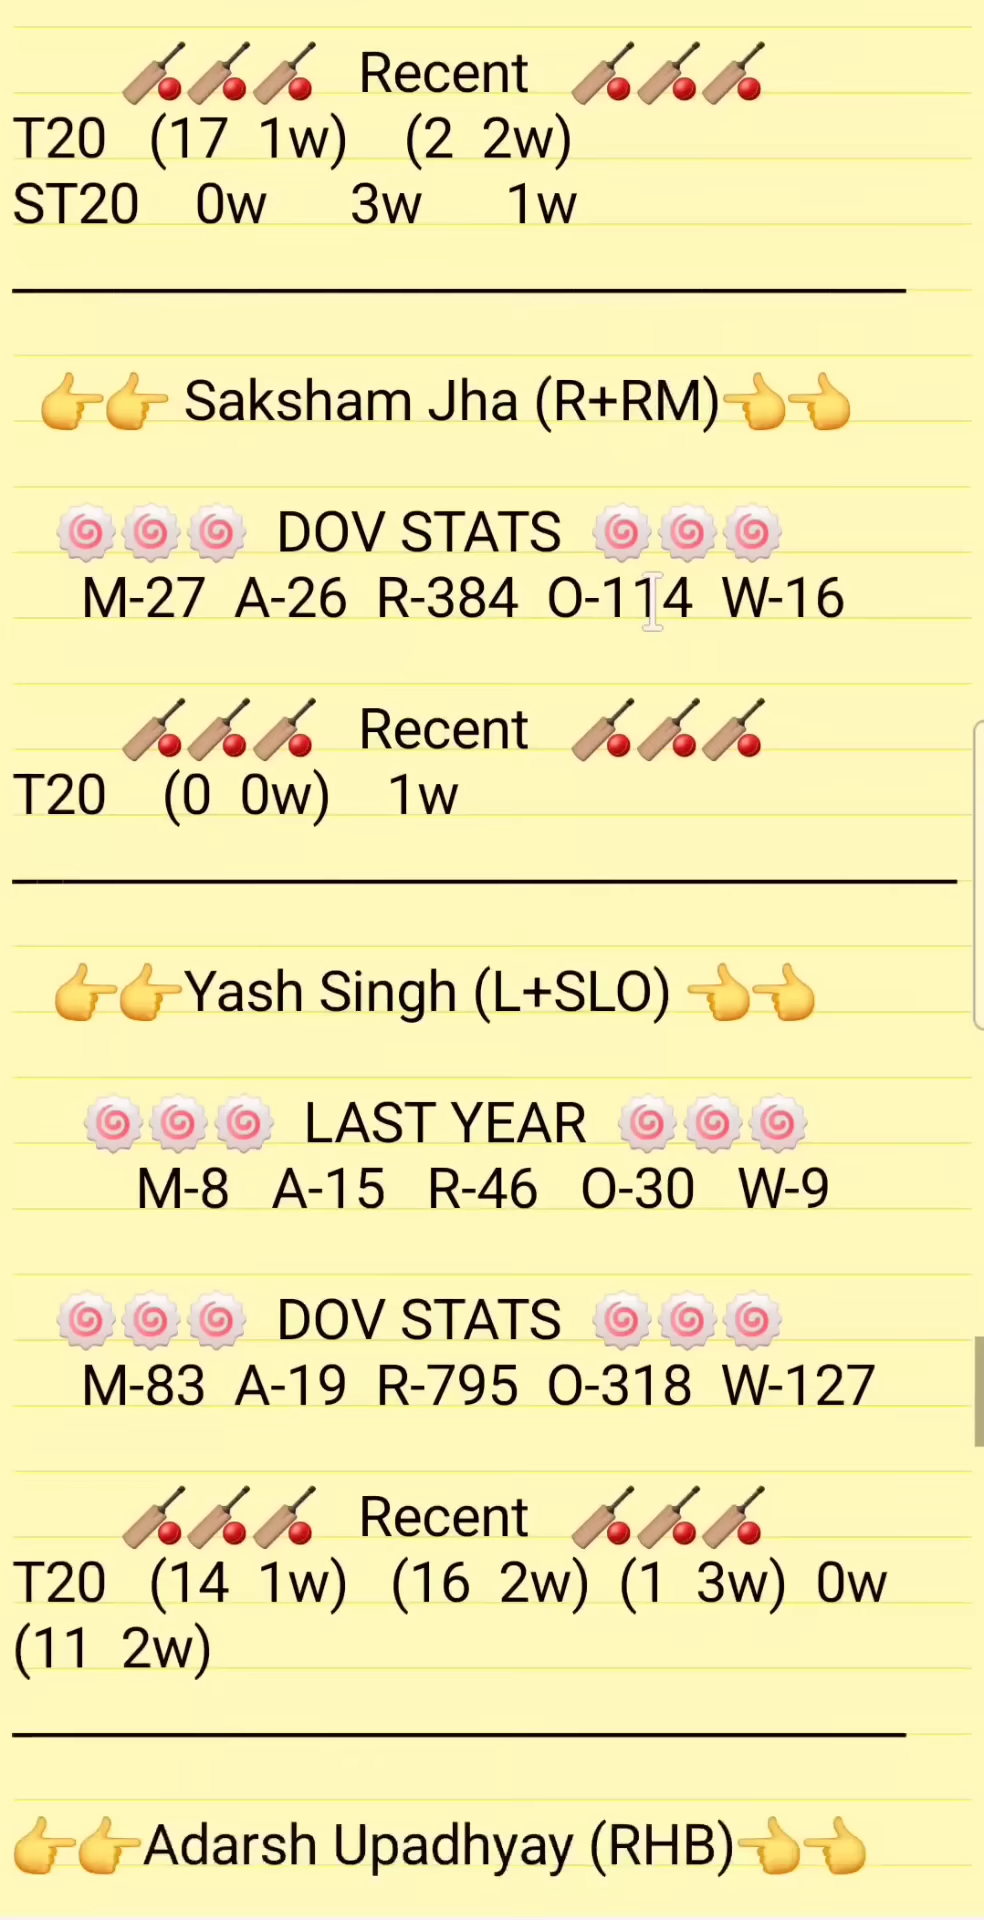 🏏🏏🏏 Recent 🏏🏏🏏
T20 (17 1w) (2 2w)
ST20 0w 3w 1w
👉👉 Saksham Jha (R+RM)👈👈
🍥🍥🍥 DOV STATS 🍥🍥🍥
M-27 A-26 R-384 O-114 W-16
🏏🏏🏏 Recent 🏏🏏🏏
T20 (0 0w) 1w
👉👉Yash Singh (L+SLO) 👈👈
🍥🍥🍥 LAST YEAR 🍥🍥🍥
M-8 A-15 R-46 O-30 W-9
🍥🍥🍥 DOV STATS 🍥🍥🍥
M-83 A-19 R-795 O-318 W-127
🏏🏏🏏 Recent 🏏🏏🏏
T20 (14 1w) (16 2w) (1 3w) 0w
(11 2w)
👉👉Adarsh Upadhyay (RHB)👈👈